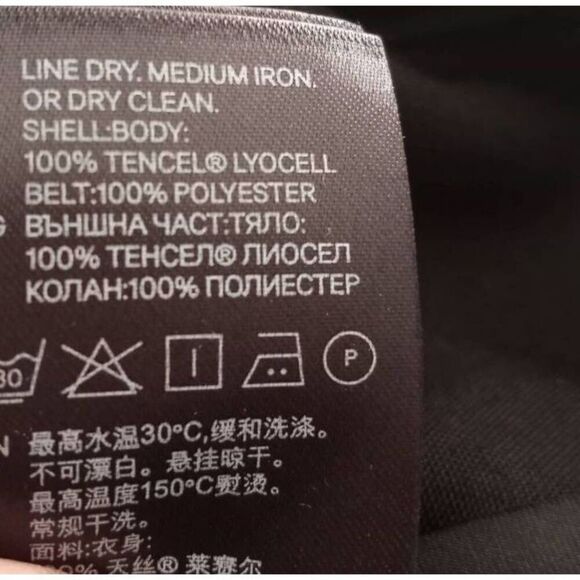 LINE DRY. MEDIUM IRON.
OR DRY CLEAN.
SHELL:BODY:
100% TENCEL® LYOCELL
BELT:100% POLYESTER
G ВЪНШНА ЧАСТ:ТЯЛО:
100% ТЕНСЕЛ® ЛИОСЕЛ
КОЛАН:100% ПОЛИЕСТЕР
30 P
N 最高水温30°C,缓和洗涤。
不可漂白。悬挂晾干。
最高温度150°C熨烫。
常规干洗。
面料:衣身:
100% 天丝® 莱赛尔